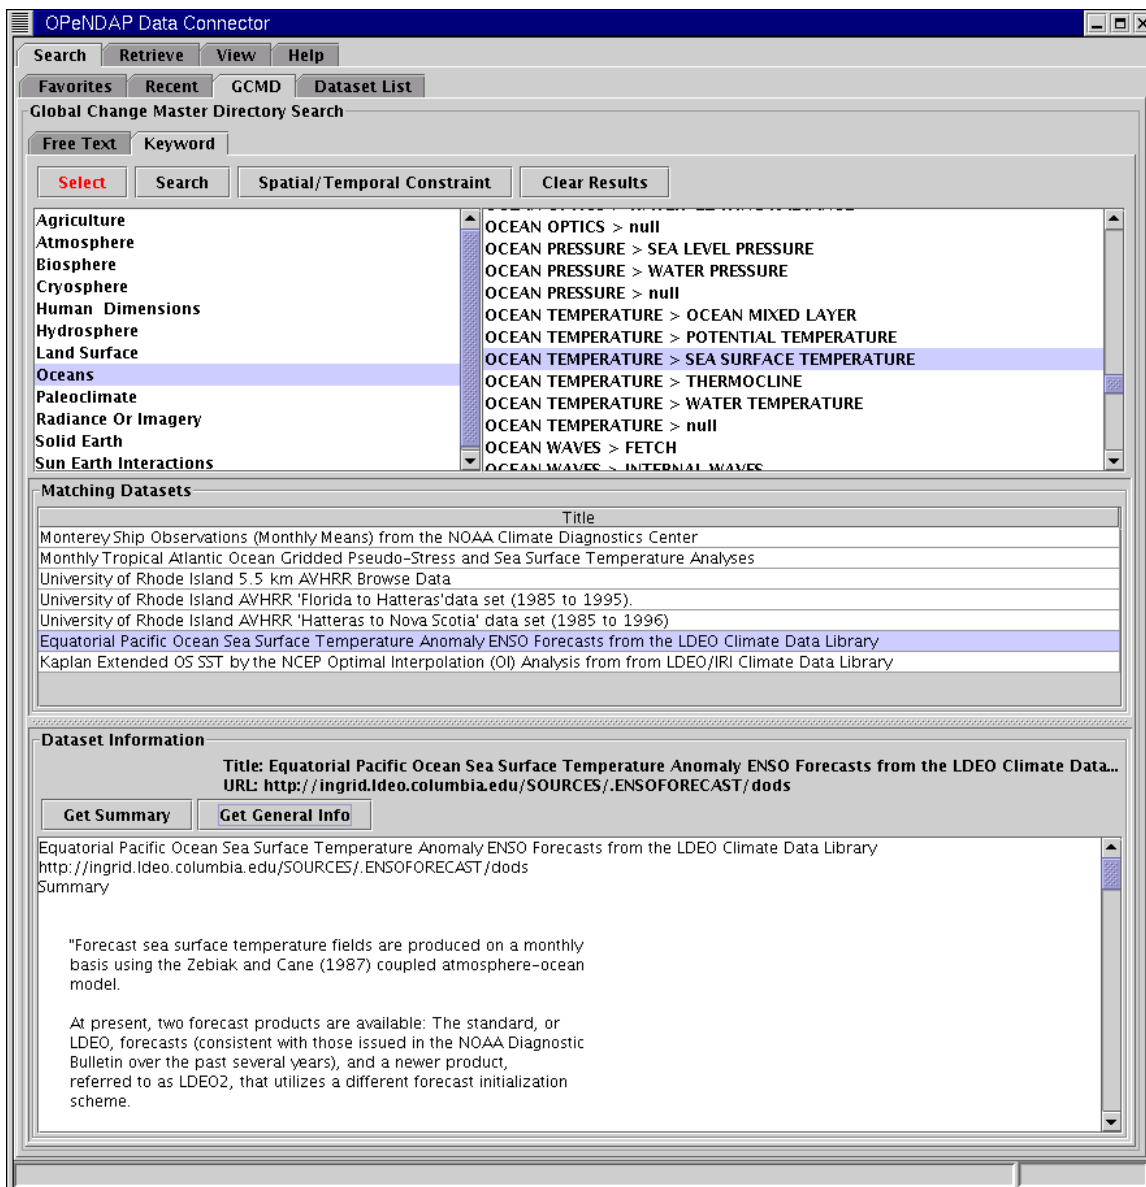 OPeNDAP Data Connector
Search Retrieve View Help
Favorites Recent GCMD Dataset List
Global Change Master Directory Search
Free Text Keyword
Select Search Spatial/Temporal Constraint Clear Results
Agriculture
Atmosphere
Biosphere
Cryosphere
Human Dimensions
Hydrosphere
Land Surface
Oceans
Paleoclimate
Radiance Or Imagery
Solid Earth
Sun Earth Interactions
OCEAN OPTICS > null
OCEAN PRESSURE > SEA LEVEL PRESSURE
OCEAN PRESSURE > WATER PRESSURE
OCEAN PRESSURE > null
OCEAN TEMPERATURE > OCEAN MIXED LAYER
OCEAN TEMPERATURE > POTENTIAL TEMPERATURE
OCEAN TEMPERATURE > SEA SURFACE TEMPERATURE
OCEAN TEMPERATURE > THERMOCLINE
OCEAN TEMPERATURE > WATER TEMPERATURE
OCEAN TEMPERATURE > null
OCEAN WAVES > FETCH
OCEAN WAVES > INTERNAL WAVES
Matching Datasets
Title
Monterey Ship Observations (Monthly Means) from the NOAA Climate Diagnostics Center
Monthly Tropical Atlantic Ocean Gridded Pseudo-Stress and Sea Surface Temperature Analyses
University of Rhode Island 5.5 km AVHRR Browse Data
University of Rhode Island AVHRR 'Florida to Hatteras'data set (1985 to 1995).
University of Rhode Island AVHRR 'Hatteras to Nova Scotia' data set (1985 to 1996)
Equatorial Pacific Ocean Sea Surface Temperature Anomaly ENSO Forecasts from the LDEO Climate Data Library
Kaplan Extended OS SST by the NCEP Optimal Interpolation (OI) Analysis from from LDEO/IRI Climate Data Library
Dataset Information
Title: Equatorial Pacific Ocean Sea Surface Temperature Anomaly ENSO Forecasts from the LDEO Climate Data...
URL: http://ingrid.ldeo.columbia.edu/SOURCES/.ENSOFORECAST/dods
Get Summary Get General Info
Equatorial Pacific Ocean Sea Surface Temperature Anomaly ENSO Forecasts from the LDEO Climate Data Library
http://ingrid.ldeo.columbia.edu/SOURCES/.ENSOFORECAST/dods
Summary
"Forecast sea surface temperature fields are produced on a monthly
basis using the Zebiak and Cane (1987) coupled atmosphere-ocean
model.
At present, two forecast products are available: The standard, or
LDEO, forecasts (consistent with those issued in the NOAA Diagnostic
Bulletin over the past several years), and a newer product,
referred to as LDEO2, that utilizes a different forecast initialization
scheme.